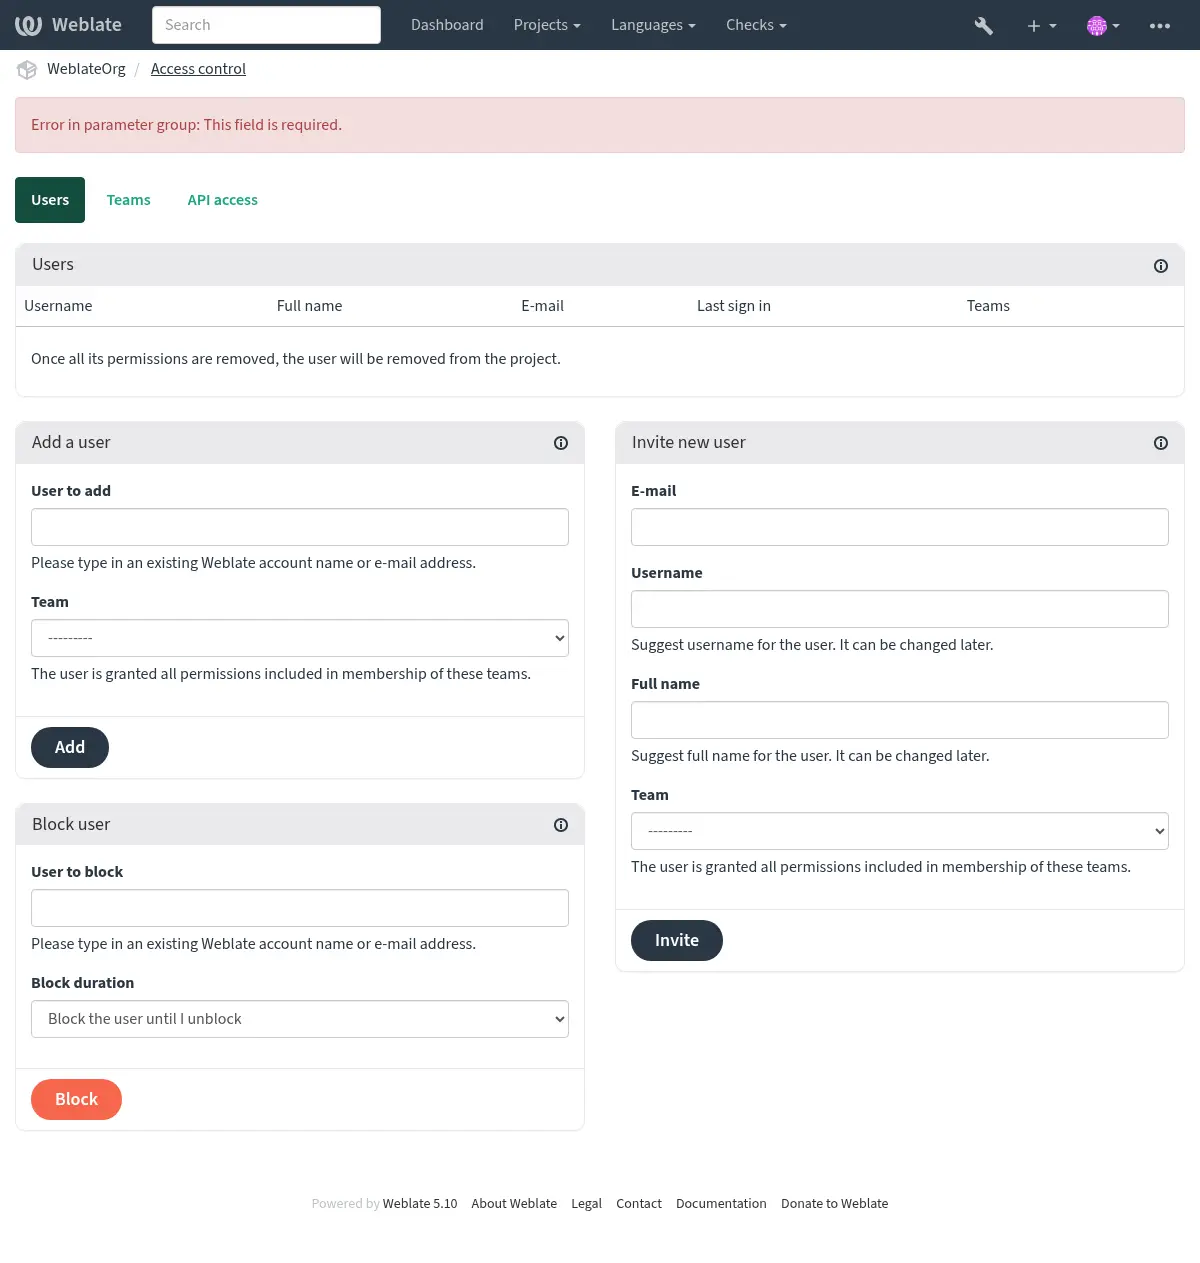 Weblate Search Dashboard Projects Languages Checks
WeblateOrg / Access control
Error in parameter group: This field is required.
Users Teams API access
Users
Username Full name E-mail Last sign in Teams
Once all its permissions are removed, the user will be removed from the project.
Add a user
User to add
Please type in an existing Weblate account name or e-mail address.
Team
---------
The user is granted all permissions included in membership of these teams.
Add
Block user
User to block
Please type in an existing Weblate account name or e-mail address.
Block duration
Block the user until I unblock
Block
Invite new user
E-mail
Username
Suggest username for the user. It can be changed later.
Full name
Suggest full name for the user. It can be changed later.
Team
---------
The user is granted all permissions included in membership of these teams.
Invite
Powered by Weblate 5.10 About Weblate Legal Contact Documentation Donate to Weblate